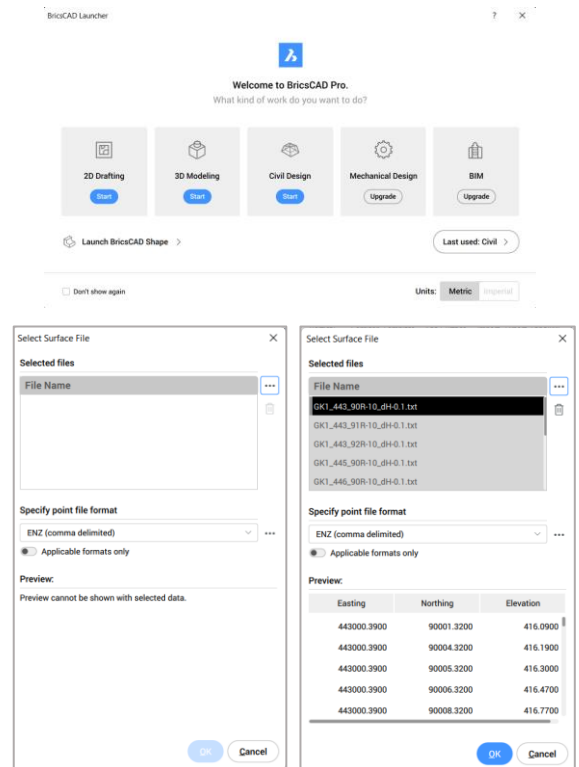 BricsCAD Launcher
Welcome to BricsCAD Pro.
What kind of work do you want to do?
2D Drafting
3D Modeling
Civil Design
Mechanical Design
BIM
Start
Start
Start
Upgrade
Upgrade
Launch BricsCAD Shape
Last used: Civil
Don't show again
Units: Metric Imperial
Select Surface File
Selected files
File Name
Specify point file format
ENZ (comma delimited)
Applicable formats only
Preview:
Preview cannot be shown with selected data.
OK Cancel
Select Surface File
Selected files
File Name
GK1_443_90R-10_dH-0.1.txt
GK1_443_91R-10_dH-0.1.txt
GK1_443_92R-10_dH-0.1.txt
GK1_445_90R-10_dH-0.1.txt
GK1_446_90R-10_dH-0.1.txt
Specify point file format
ENZ (comma delimited)
Applicable formats only
Preview:
Easting Northing Elevation
443000.3900 90001.3200 416.0900
443000.3900 90004.3200 416.1900
443000.3900 90005.3200 416.3000
443000.3900 90006.3200 416.4700
443000.3900 90008.3200 416.7700
OK Cancel